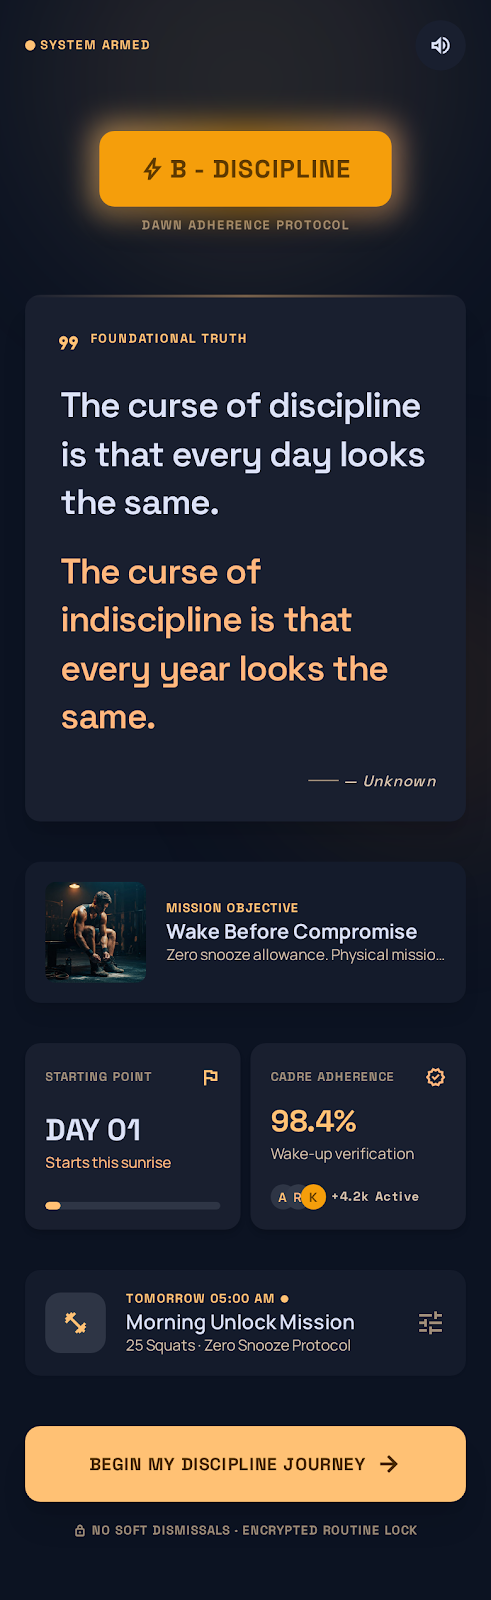 SYSTEM ARMED
B - DISCIPLINE
DAWN ADHERENCE PROTOCOL
FOUNDATIONAL TRUTH
The curse of discipline
is that every day looks
the same.
The curse of
indiscipline is that
every year looks the
same.
— Unknown
MISSION OBJECTIVE
Wake Before Compromise
Zero snooze allowance. Physical missio...
STARTING POINT
DAY 01
Starts this sunrise
CADRE ADHERENCE
98.4%
Wake-up verification
A R K +4.2k Active
TOMORROW 05:00 AM
Morning Unlock Mission
25 Squats · Zero Snooze Protocol
BEGIN MY DISCIPLINE JOURNEY →
NO SOFT DISMISSALS · ENCRYPTED ROUTINE LOCK